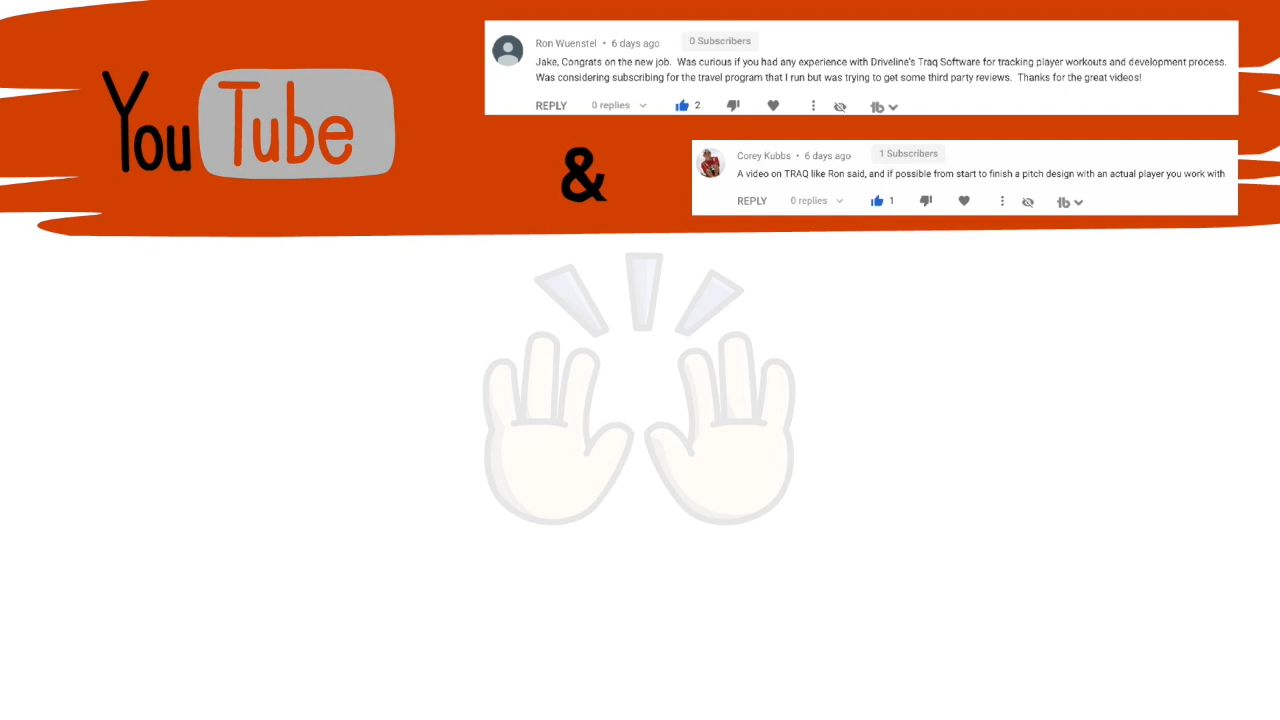 You Tube
Ron Wuenstel • 6 days ago 0 Subscribers
Jake, Congrats on the new job. Was curious if you had any experience with Driveline's Traq Software for tracking player workouts and development process.
Was considering subscribing for the travel program that I run but was trying to get some third party reviews. Thanks for the great videos!
REPLY 0 replies 2 tb
&
Corey Kubbs • 6 days ago 1 Subscribers
A video on TRAQ like Ron said, and if possible from start to finish a pitch design with an actual player you work with
REPLY 0 replies 1 tb